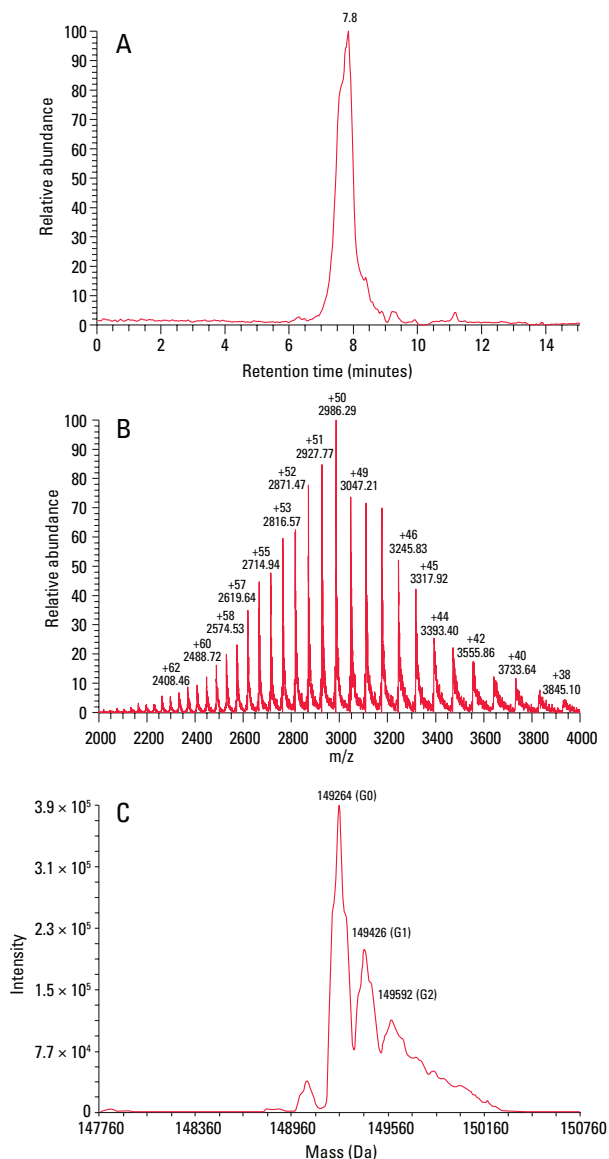 A
7.8
100
90
80
70
60
50
40
30
20
10
0
Relative abundance
0 2 4 6 8 10 12 14
Retention time (minutes)
B
+50
2986.29
+51
2927.77
+52
2871.47
+49
3047.21
+53
2816.57
+55
2714.94
+46
3245.83
+57
2619.64
+45
3317.92
+58
2574.53
+44
3393.40
+60
2488.72
+42
3555.86
+62
2408.46
+40
3733.64
+38
3845.10
100
90
80
70
60
50
40
30
20
10
0
Relative abundance
2000 2200 2400 2600 2800 3000 3200 3400 3600 3800 4000
m/z
C
149264 (G0)
149426 (G1)
149592 (G2)
3.9 × 10⁵
3.1 × 10⁵
2.3 × 10⁵
1.5 × 10⁵
7.7 × 10⁴
0
Intensity
147760 148360 148960 149560 150160 150760
Mass (Da)